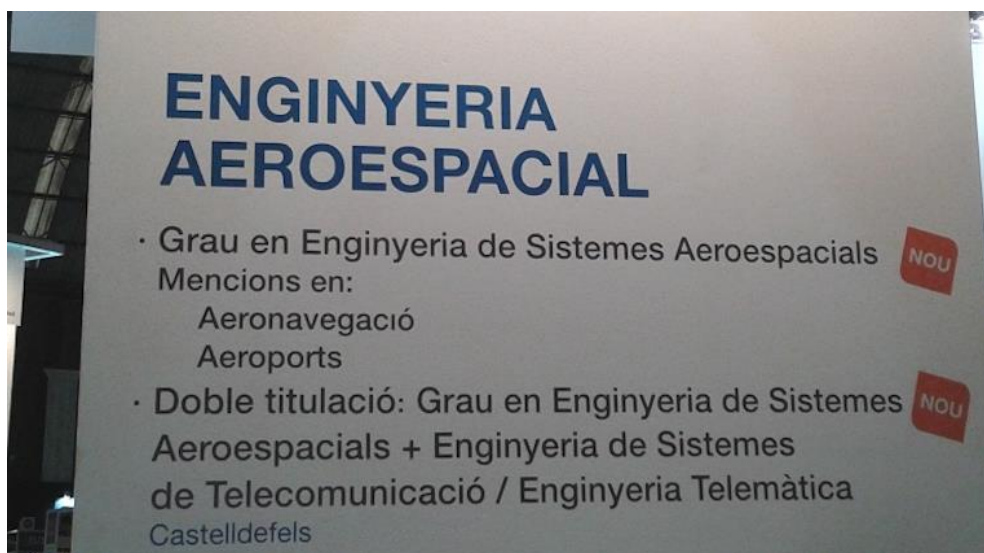 ENGINYERIA
AEROESPACIAL
· Grau en Enginyeria de Sistemes Aeroespacials NOU
Mencions en:
Aeronavegació
Aeroports
· Doble titulació: Grau en Enginyeria de Sistemes NOU
Aeroespacials + Enginyeria de Sistemes
de Telecomunicació / Enginyeria Telemàtica
Castelldefels